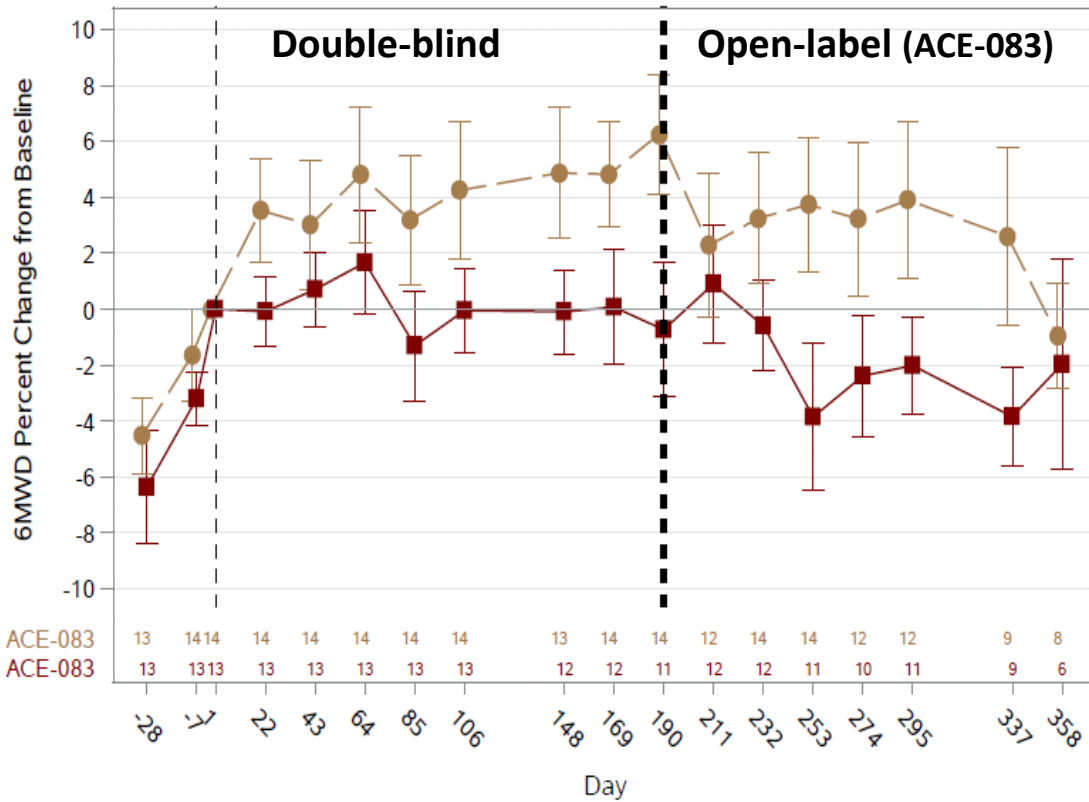 Double-blind
Open-label (ACE-083)
6MWD Percent Change from Baseline
10
8
6
4
2
0
-2
-4
-6
-8
-10
ACE-083 13 14 14 14 14 14 14 14 13 14 14 12 14 14 12 12 9 8
ACE-083 13 13 13 13 13 13 13 13 12 12 11 12 12 11 10 11 9 6
-28 -7 1 22 43 64 85 106 148 169 190 211 232 253 274 295 337 358
Day